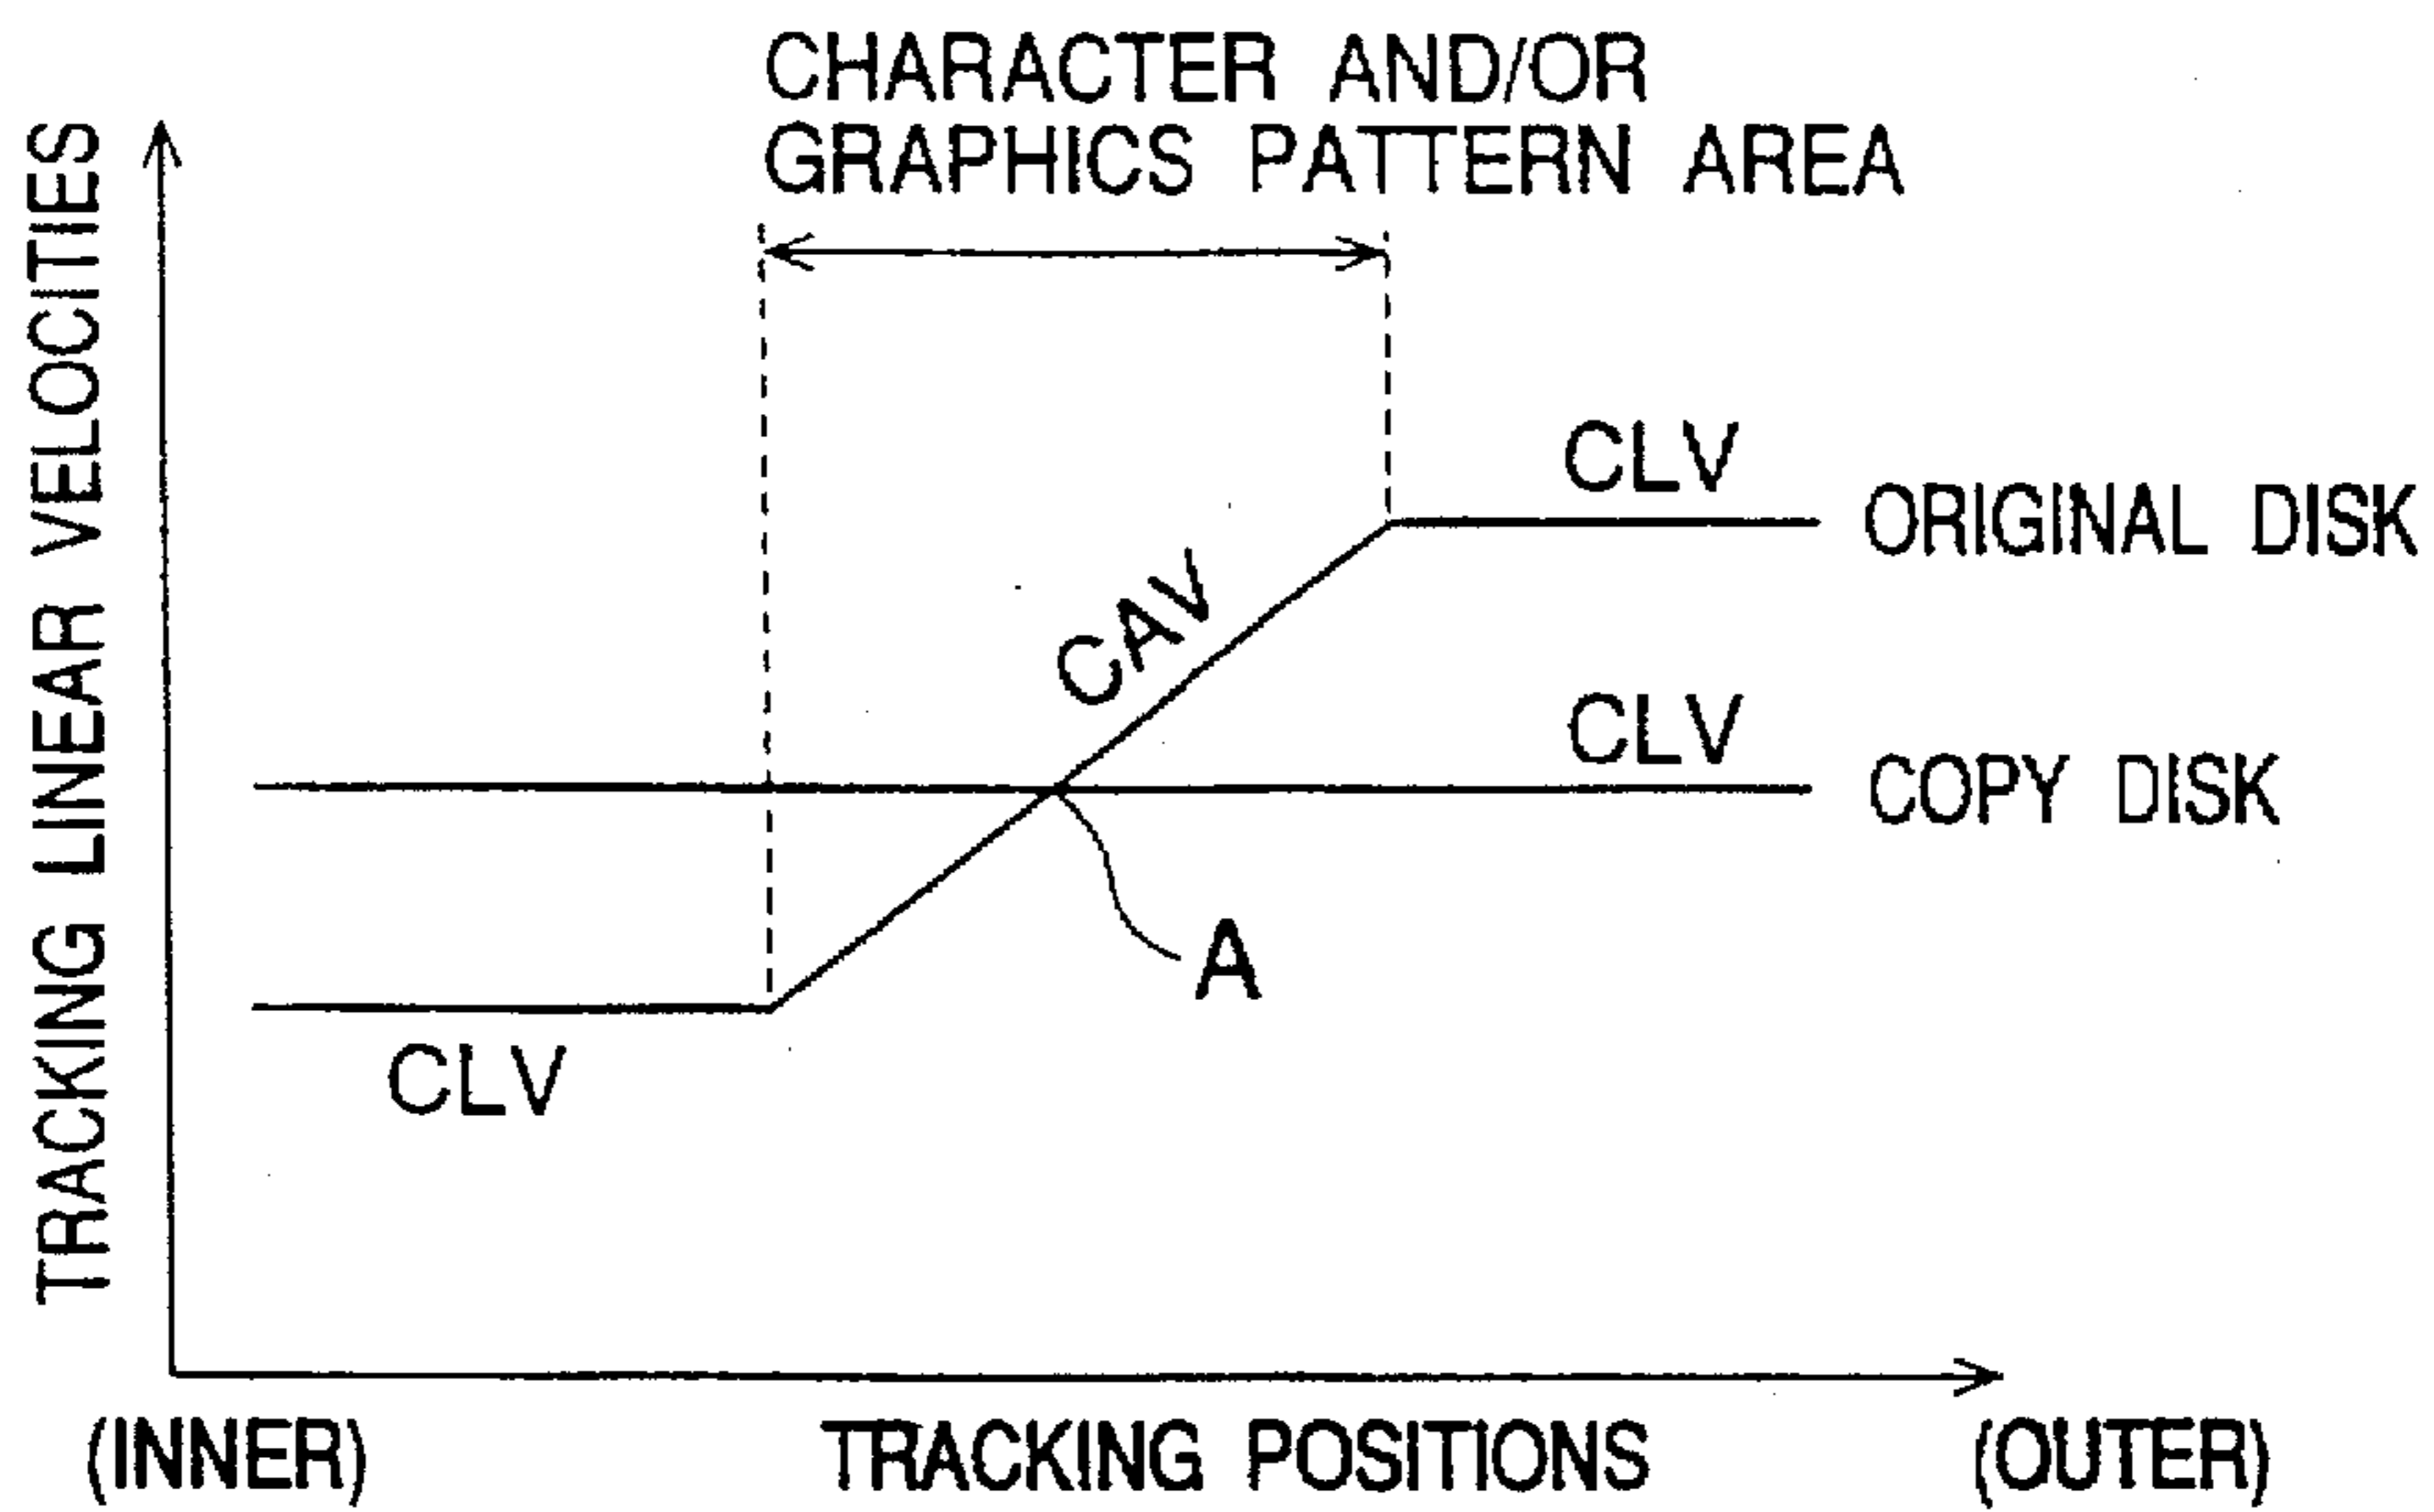 CHARACTER AND/OR
GRAPHICS PATTERN AREA
TRACKING LINEAR VELOCITIES
CLV
ORIGINAL DISK
CAV
CLV
COPY DISK
A
CLV
(INNER)
TRACKING POSITIONS
(OUTER)